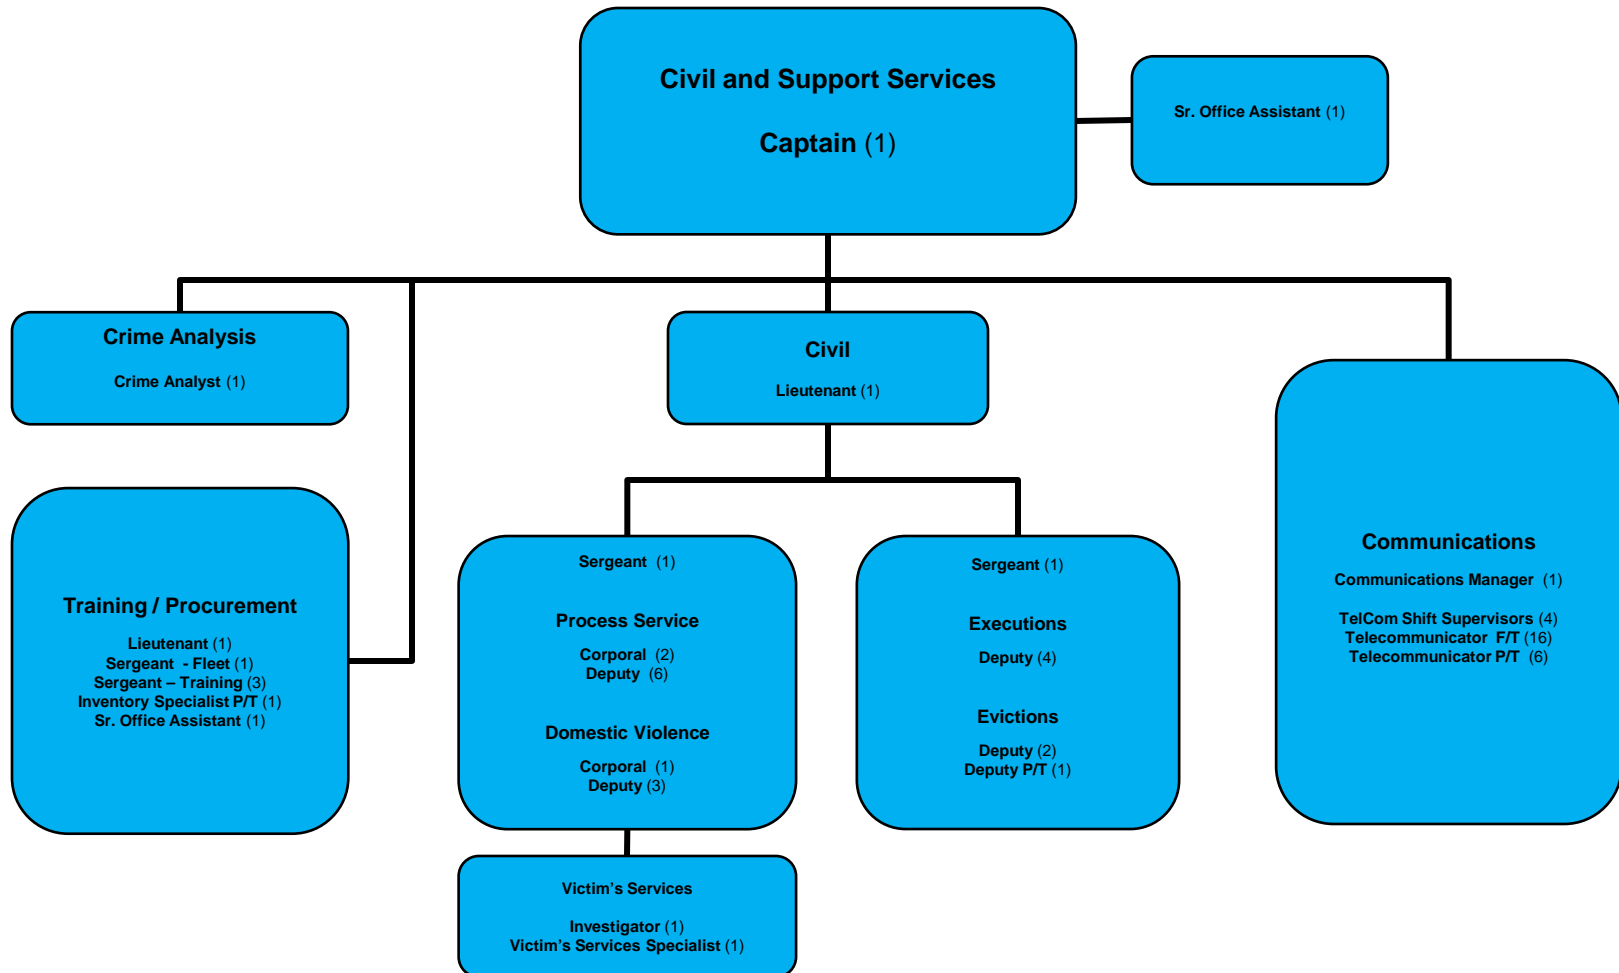 Civil and Support Services
Captain (1)
Sr. Office Assistant (1)
Crime Analysis
Crime Analyst (1)
Civil
Lieutenant (1)
Training / Procurement
Lieutenant (1)
Sergeant - Fleet (1)
Sergeant – Training (3)
Inventory Specialist P/T (1)
Sr. Office Assistant (1)
Sergeant (1)
Process Service
Corporal (2)
Deputy (6)
Domestic Violence
Corporal (1)
Deputy (3)
Sergeant (1)
Executions
Deputy (4)
Evictions
Deputy (2)
Deputy P/T (1)
Communications
Communications Manager (1)
TelCom Shift Supervisors (4)
Telecommunicator F/T (16)
Telecommunicator P/T (6)
Victim’s Services
Investigator (1)
Victim’s Services Specialist (1)